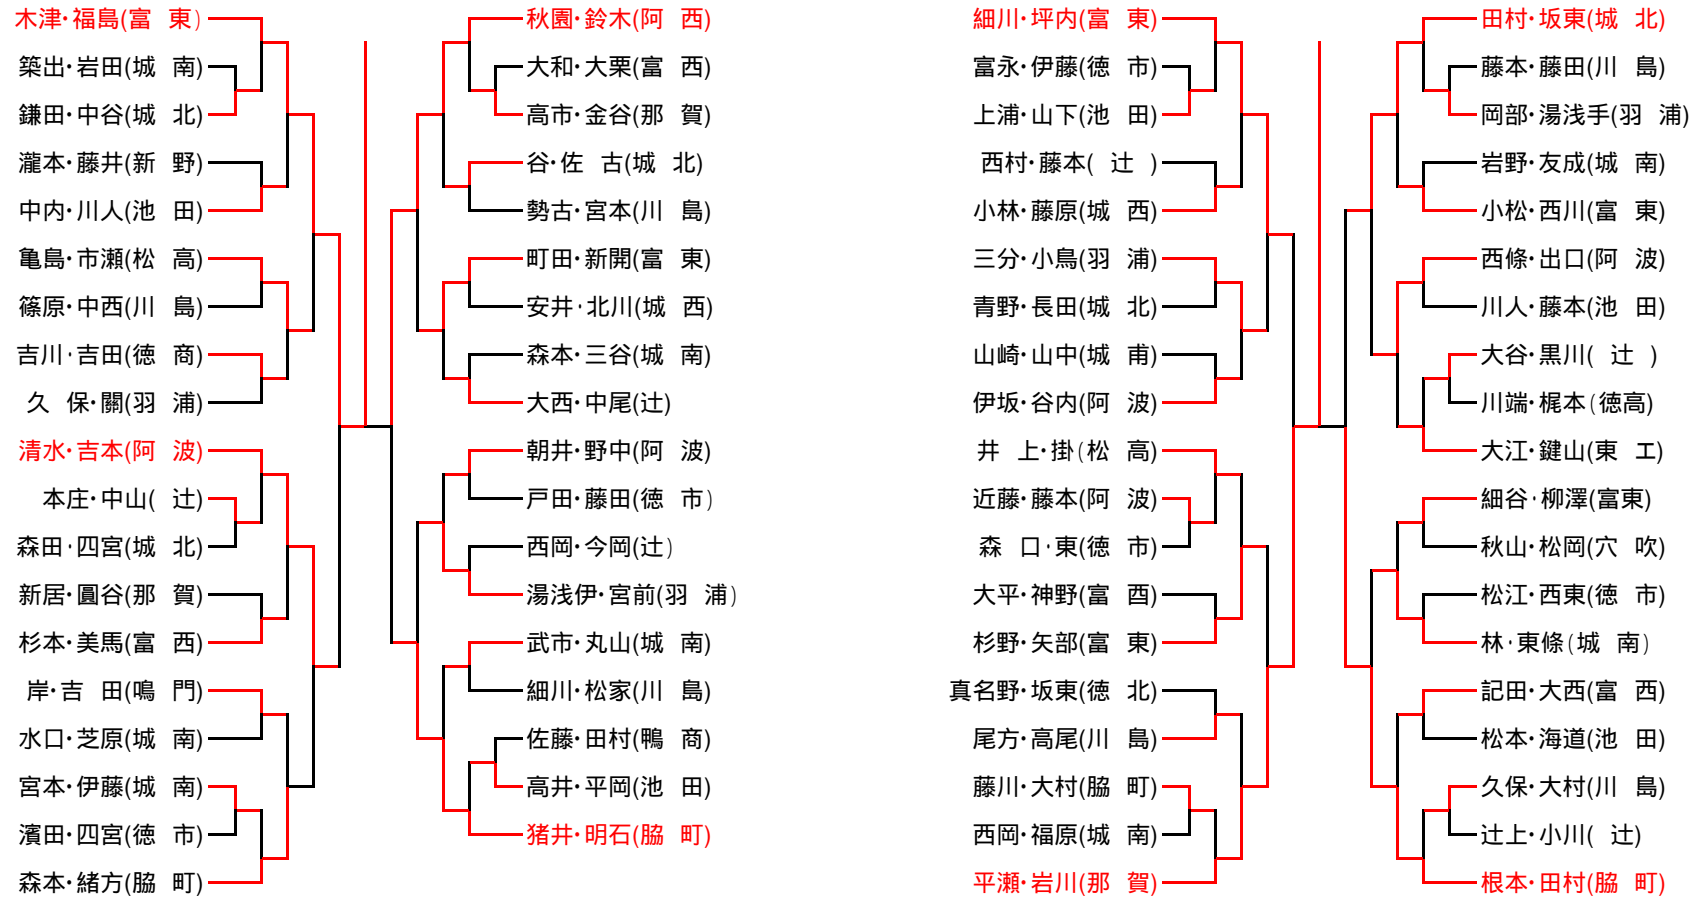 木津・福島(富 東)
築出・岩田(城 南)
鎌田・中谷(城 北)
瀧本・藤井(新 野)
中内・川人(池 田)
亀島・市瀬(松 高)
篠原・中西(川 島)
吉川・吉田(徳 商)
久 保・關(羽 浦)
清水・吉本(阿 波)
本庄・中山( 辻)
森田・四宮(城 北)
新居・圓谷(那 賀)
杉本・美馬(富 西)
岸・吉 田(鳴 門)
水口・芝原(城 南)
宮本・伊藤(城 南)
濱田・四宮(徳 市)
森本・緒方(脇 町)
秋園・鈴木(阿 西)
大和・大栗(富 西)
高市・金谷(那 賀)
谷・佐 古(城 北)
勢古・宮本(川 島)
町田・新開(富 東)
安井・北川(城 西)
森本・三谷(城 南)
大西・中尾(辻)
朝井・野中(阿 波)
戸田・藤田(徳 市)
西岡・今岡(辻)
湯浅伊・宮前(羽 浦)
武市・丸山(城 南)
細川・松家(川 島)
佐藤・田村(鴨 商)
高井・平岡(池 田)
猪井・明石(脇 町)
細川・坪内(富 東)
富永・伊藤(徳 市)
上浦・山下(池 田)
西村・藤本( 辻 )
小林・藤原(城 西)
三分・小鳥(羽 浦)
青野・長田(城 北)
山崎・山中(城 甫)
伊坂・谷内(阿 波)
井 上・掛(松 高)
近藤・藤本(阿 波)
森 口・東(徳 市)
大平・神野(富 酉)
杉野・矢部(富 東)
真名野・坂東(徳 北)
尾方・高尾(川 島)
藤川・大村(脇 町)
西岡・福原(城 南)
平瀬・岩川(那 賀)
田村・坂東(城 北)
藤本・藤田(川 島)
岡部・湯浅手(羽 浦)
岩野・友成(城 南)
小松・西川(富 東)
西條・出口(阿 波)
川人・藤本(池 田)
大谷・黒川( 辻 )
川端・梶本(徳高)
大江・鍵山(東 エ)
細谷・柳澤(富東)
秋山・松岡(穴 吹)
松江・西東(徳 市)
林・東條(城 南)
記田・大西(富 西)
松本・海道(池 田)
久保・大村(川 島)
辻上・小川( 辻)
根本・田村(脇 町)